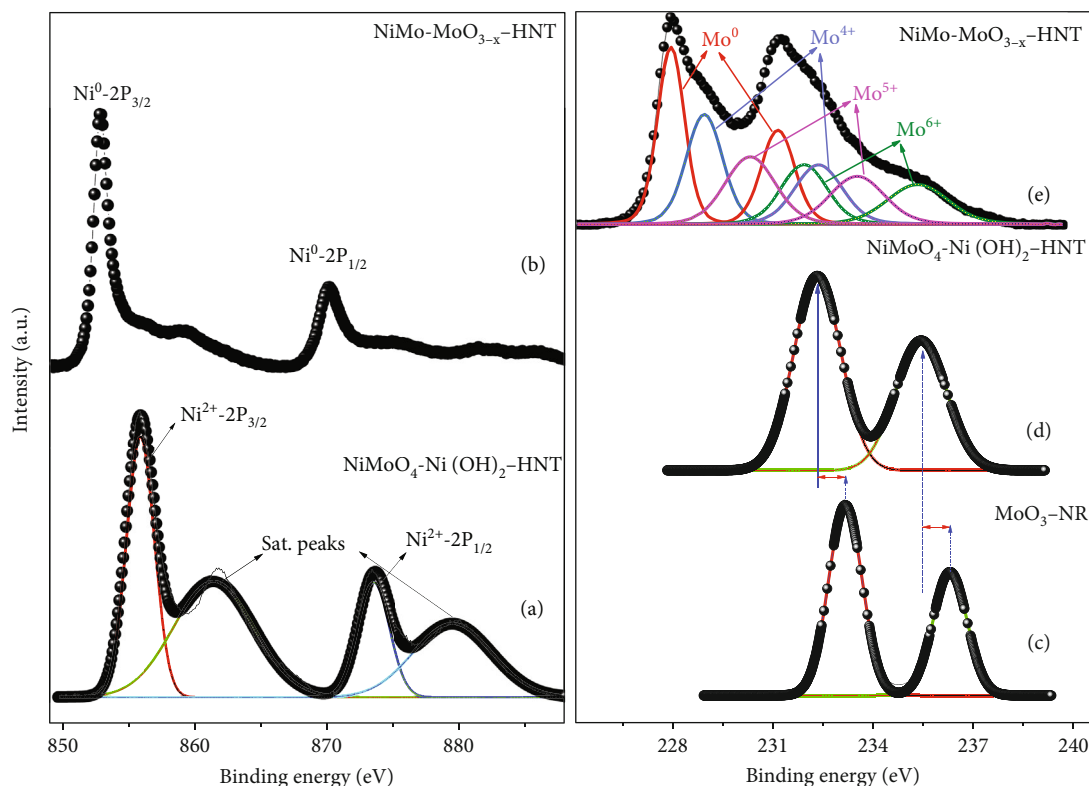 NiMo-MoO₃₋ₓ–HNT
Ni⁰-2P₃/₂
Ni⁰-2P₁/₂
(b)
Ni²⁺-2P₃/₂
NiMoO₄-Ni (OH)₂–HNT
Sat. peaks
Ni²⁺-2P₁/₂
(a)
Intensity (a.u.)
850 860 870 880
Binding energy (eV)
NiMo-MoO₃₋ₓ–HNT
Mo⁰
Mo⁴⁺
Mo⁵⁺
Mo⁶⁺
(e)
NiMoO₄-Ni (OH)₂–HNT
(d)
MoO₃–NR
(c)
228 231 234 237 240
Binding energy (eV)